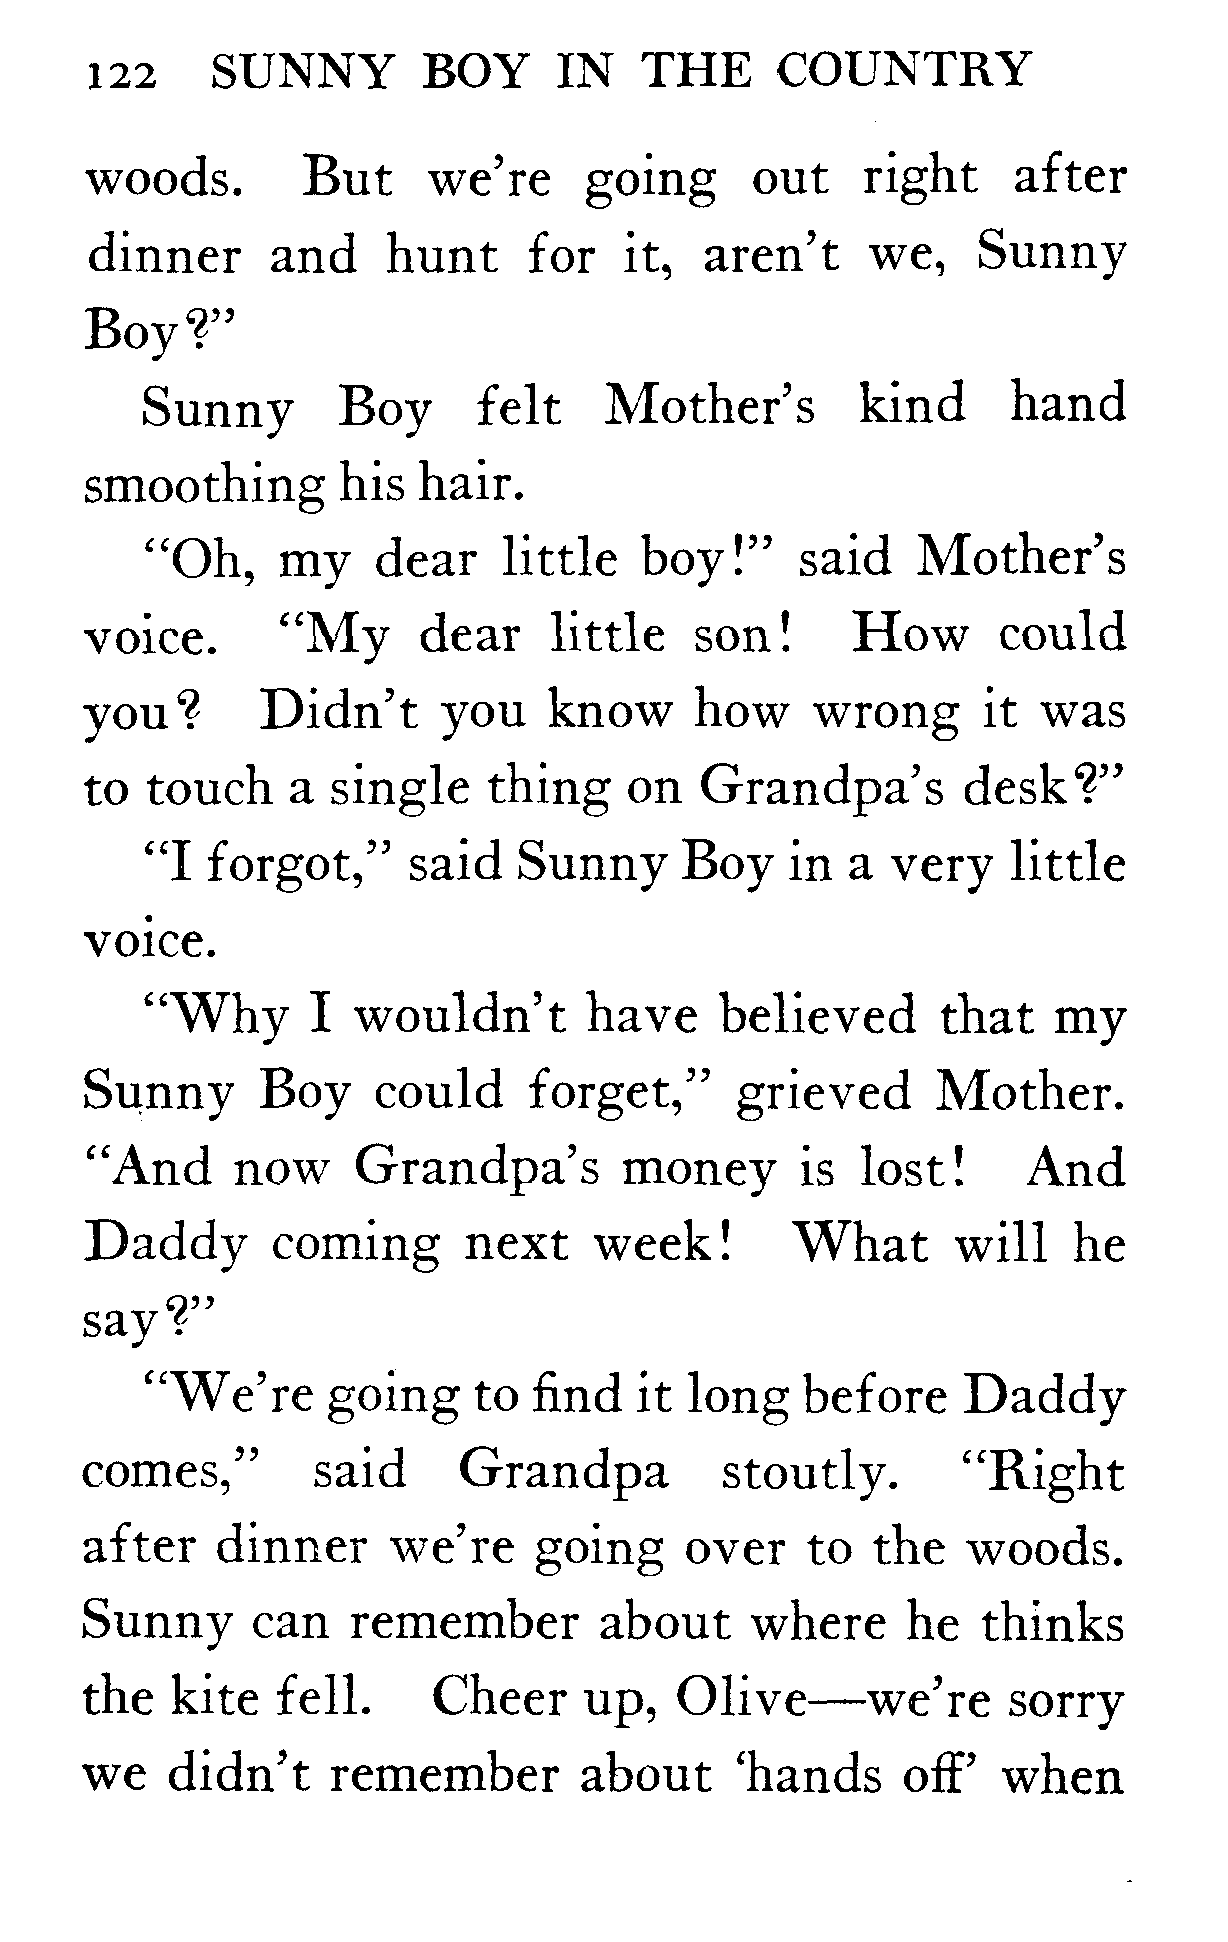 122 SUNNY BOY IN THE COUNTRY
woods. But we're going out right after
dinner and hunt for it, aren't we, Sunny
Boy?"
Sunny Boy felt Mother's kind hand
smoothing his hair.
"Oh, my dear little boy!" said Mother's
voice. "My dear little son! How could
you? Didn't you know how wrong it was
to touch a single thing on Grandpa's desk?"
"I forgot," said Sunny Boy in a very little
voice.
"Why I wouldn't have believed that my
Sunny Boy could forget," grieved Mother.
"And now Grandpa's money is lost! And
Daddy coming next week! What will he
say?"
"We're going to find it long before Daddy
comes," said Grandpa stoutly. "Right
after dinner we're going over to the woods.
Sunny can remember about where he thinks
the kite fell. Cheer up, Olive—we're sorry
we didn't remember about 'hands off' when